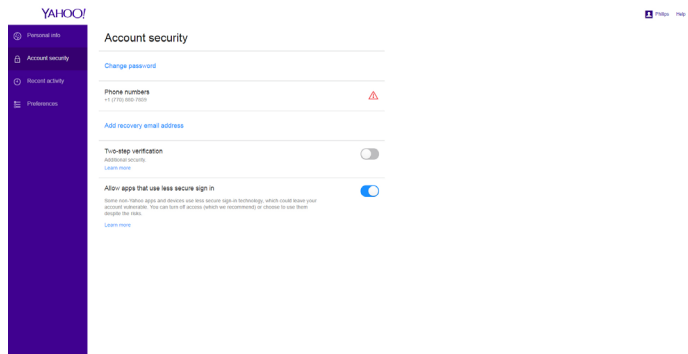 YAHOO!
Phillips Help
Personal info
Account security
Recent activity
Preferences
Account security
Change password
Phone numbers
Add recovery email address
Two-step verification
Additional security.
Learn more
Allow apps that use less secure sign in
Some non-Yahoo apps and devices use less secure sign-in technology, which could leave your
account vulnerable. You can turn off access (which we recommend) or choose to use them
despite the risks.
Learn more